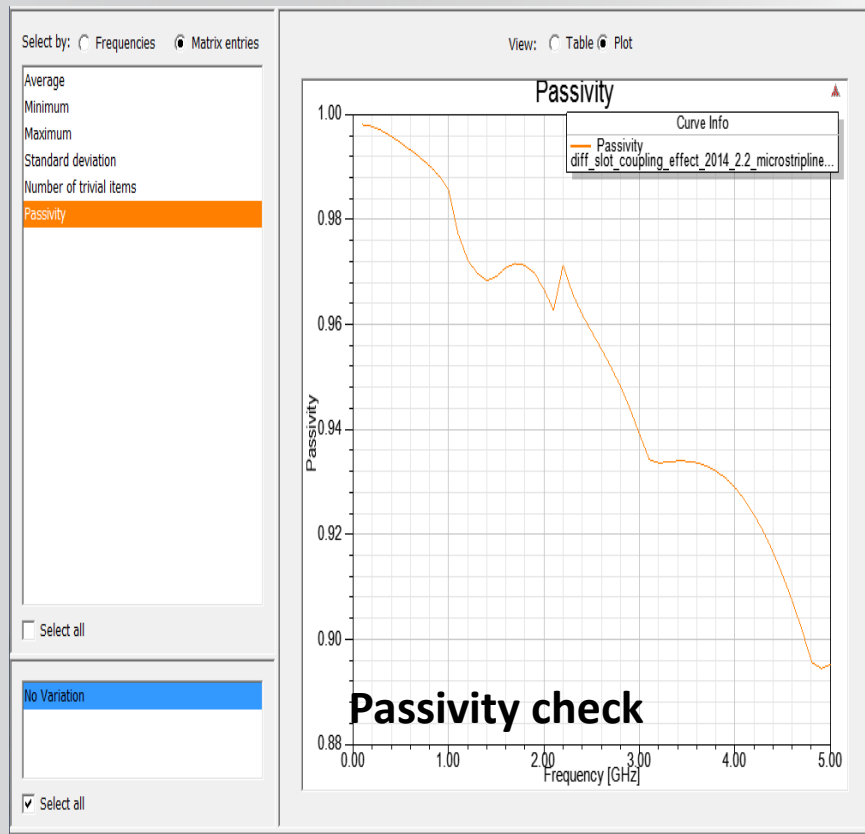 Select by: Frequencies Matrix entries
Average
Minimum
Maximum
Standard deviation
Number of trivial items
Passivity
Select all
No Variation
Select all
View: Table Plot
Passivity
Curve Info
Passivity
diff_slot_coupling_effect_2014_2.2_microstripline...
1.00
0.98
0.96
0.94
0.92
0.90
0.88
Passivity
Passivity check
0.00 1.00 2.00 3.00 4.00 5.00
Frequency [GHz]